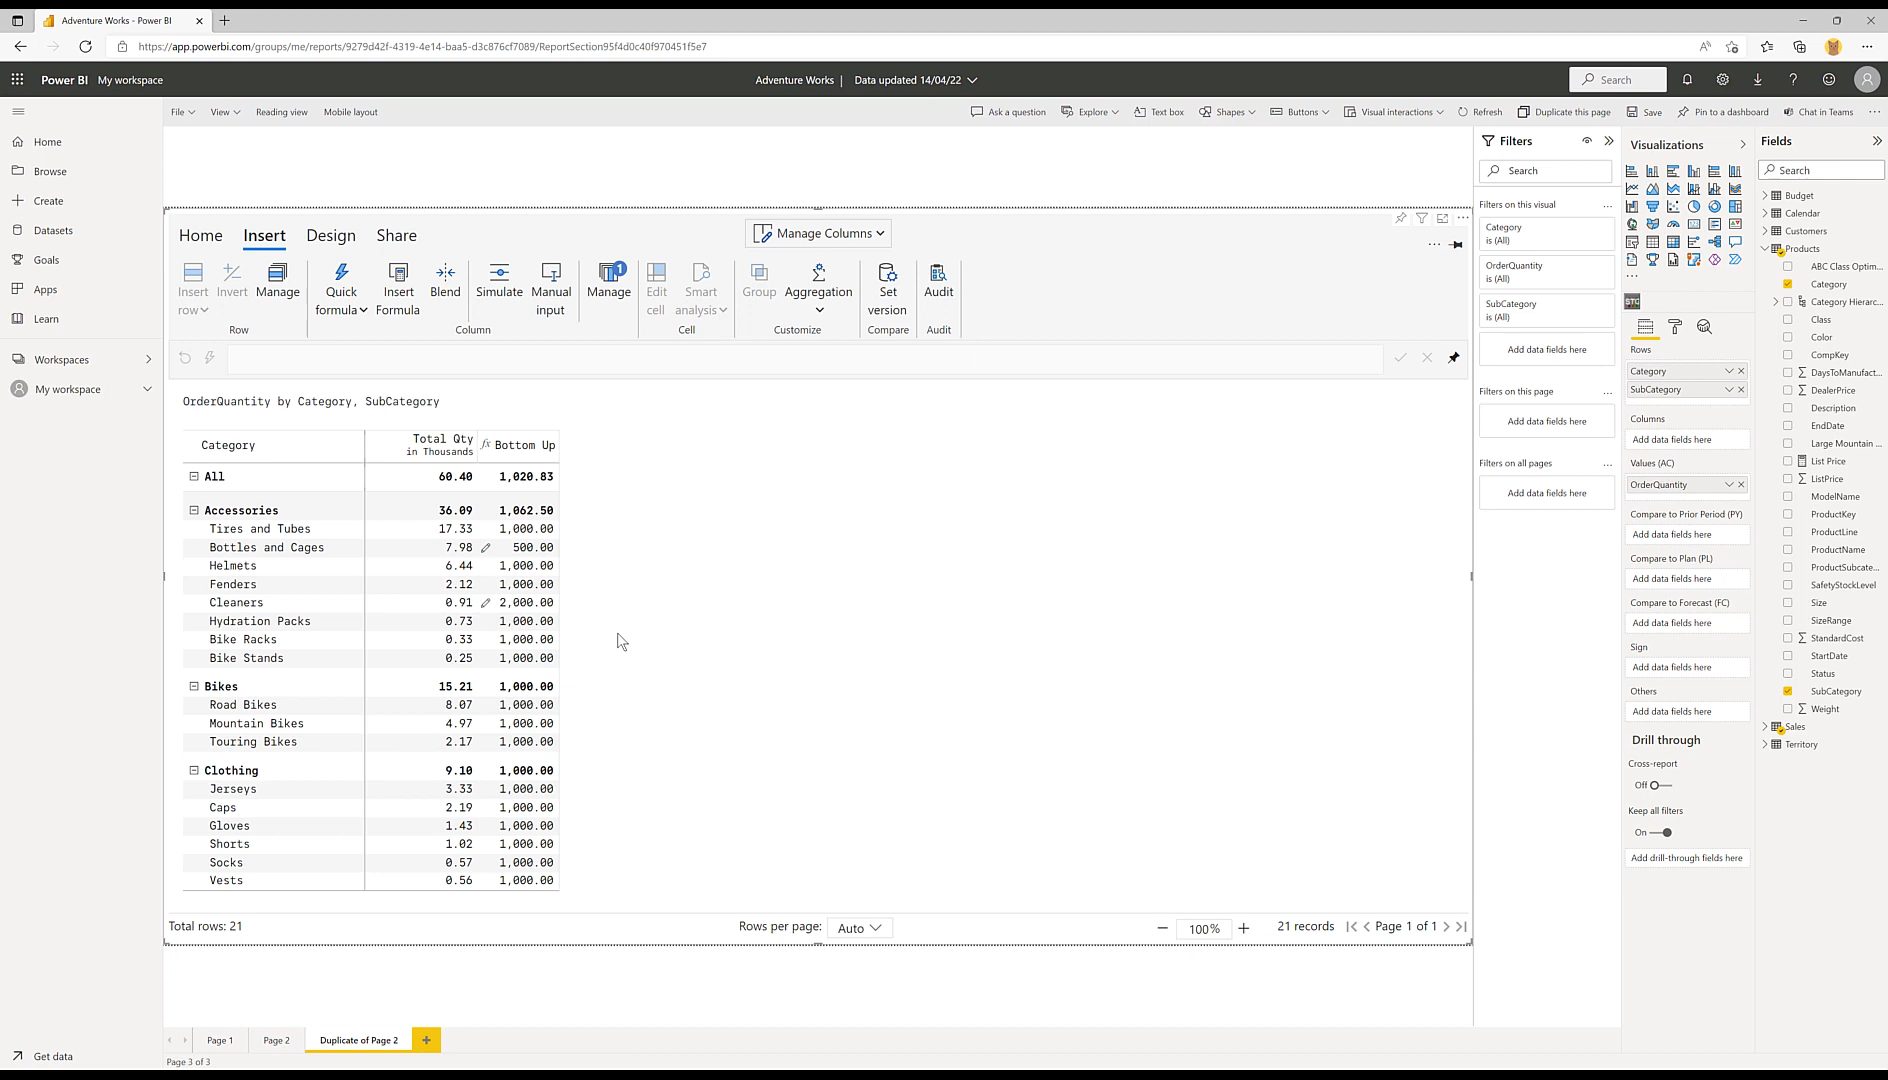 Adventure Works - Power BI
https://app.powerbi.com/groups/me/reports/9279d42f-4319-4e14-baa5-d3c876cf7089/ReportSection95f4d0c40f970451f5e7
Power BI My workspace
Adventure Works | Data updated 14/04/22
Search
File View Reading view Mobile layout
Ask a question Explore Text box Shapes Buttons Visual interactions Refresh Duplicate this page Save Pin to a dashboard Chat in Teams ...
Home
Browse
Create
Datasets
Goals
Apps
Learn
Workspaces
My workspace
Get data
Home Insert Design Share
Manage Columns
Insert row
Invert
Manage
Row
Quick formula
Insert Formula
Blend
Simulate
Manual input
Column
Manage
1
Edit cell
Smart analysis
Cell
Group
Aggregation
Customize
Set version
Compare
Audit
Audit
OrderQuantity by Category, SubCategory
Category Total Qty in Thousands fx Bottom Up
All 60.40 1,020.83
Accessories 36.09 1,062.50
Tires and Tubes 17.33 1,000.00
Bottles and Cages 7.98 500.00
Helmets 6.44 1,000.00
Fenders 2.12 1,000.00
Cleaners 0.91 2,000.00
Hydration Packs 0.73 1,000.00
Bike Racks 0.33 1,000.00
Bike Stands 0.25 1,000.00
Bikes 15.21 1,000.00
Road Bikes 8.07 1,000.00
Mountain Bikes 4.97 1,000.00
Touring Bikes 2.17 1,000.00
Clothing 9.10 1,000.00
Jerseys 3.33 1,000.00
Caps 2.19 1,000.00
Gloves 1.43 1,000.00
Shorts 1.02 1,000.00
Socks 0.57 1,000.00
Vests 0.56 1,000.00
Total rows: 21
Rows per page: Auto
100%
21 records
Page 1 of 1
Page 1 Page 2 Duplicate of Page 2
Page 3 of 3
Filters
Search
Filters on this visual ...
Category
is (All)
OrderQuantity
is (All)
SubCategory
is (All)
Add data fields here
Filters on this page ...
Add data fields here
Filters on all pages ...
Add data fields here
Visualizations
...
STG
Rows
Category
SubCategory
Columns
Add data fields here
Values (AC)
OrderQuantity
Compare to Prior Period (PY)
Add data fields here
Compare to Plan (PL)
Add data fields here
Compare to Forecast (FC)
Add data fields here
Sign
Add data fields here
Others
Add data fields here
Drill through
Cross-report
Off
Keep all filters
On
Add drill-through fields here
Fields
Search
Budget
Calendar
Customers
Products
ABC Class Optim...
Category
Category Hierarc...
Class
Color
CompKey
DaysToManufact...
DealerPrice
Description
EndDate
Large Mountain ...
List Price
ListPrice
ModelName
ProductKey
ProductLine
ProductName
ProductSubcate...
SafetyStockLevel
Size
SizeRange
StandardCost
StartDate
Status
SubCategory
Weight
Sales
Territory